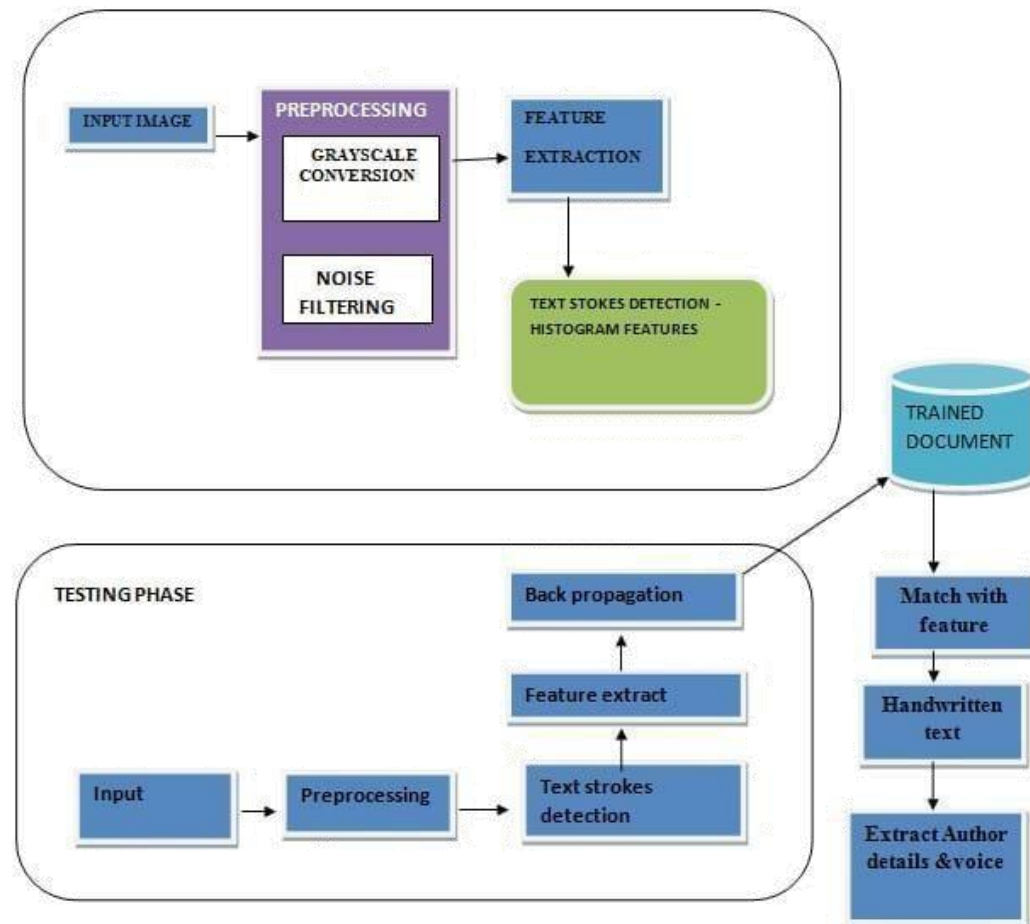 INPUT IMAGE
PREPROCESSING
GRAYSCALE
CONVERSION
NOISE
FILTERING
FEATURE
EXTRACTION
TEXT STOKES DETECTION -
HISTOGRAM FEATURES
TRAINED
DOCUMENT
TESTING PHASE
Input
Preprocessing
Text strokes
detection
Feature extract
Back propagation
Match with
feature
Handwritten
text
Extract Author
details &voice